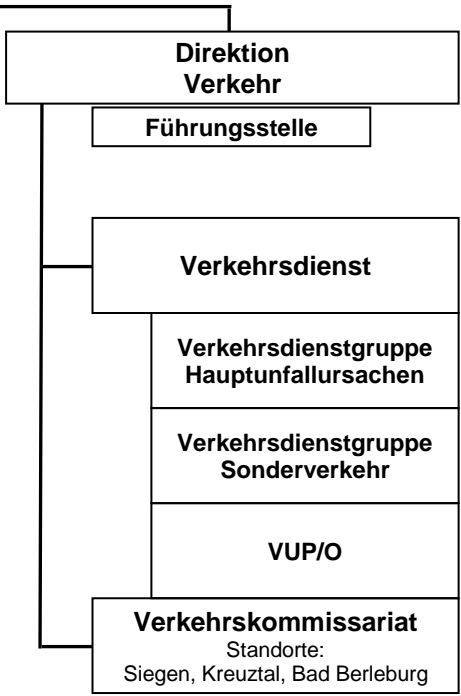 Direktion
Verkehr
Führungsstelle
Verkehrsdienst
Verkehrsdienstgruppe
Hauptunfallursachen
Verkehrsdienstgruppe
Sonderverkehr
VUP/O
Verkehrskommissariat
Standorte:
Siegen, Kreuztal, Bad Berleburg